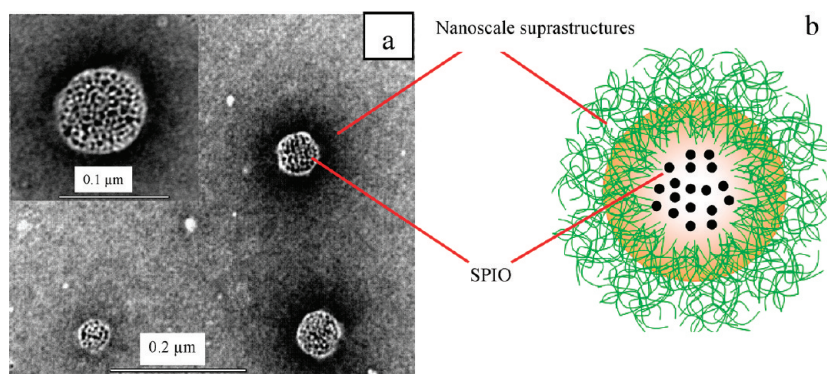 a
Nanoscale suprastructures
b
0.1 µm
SPIO
0.2 µm